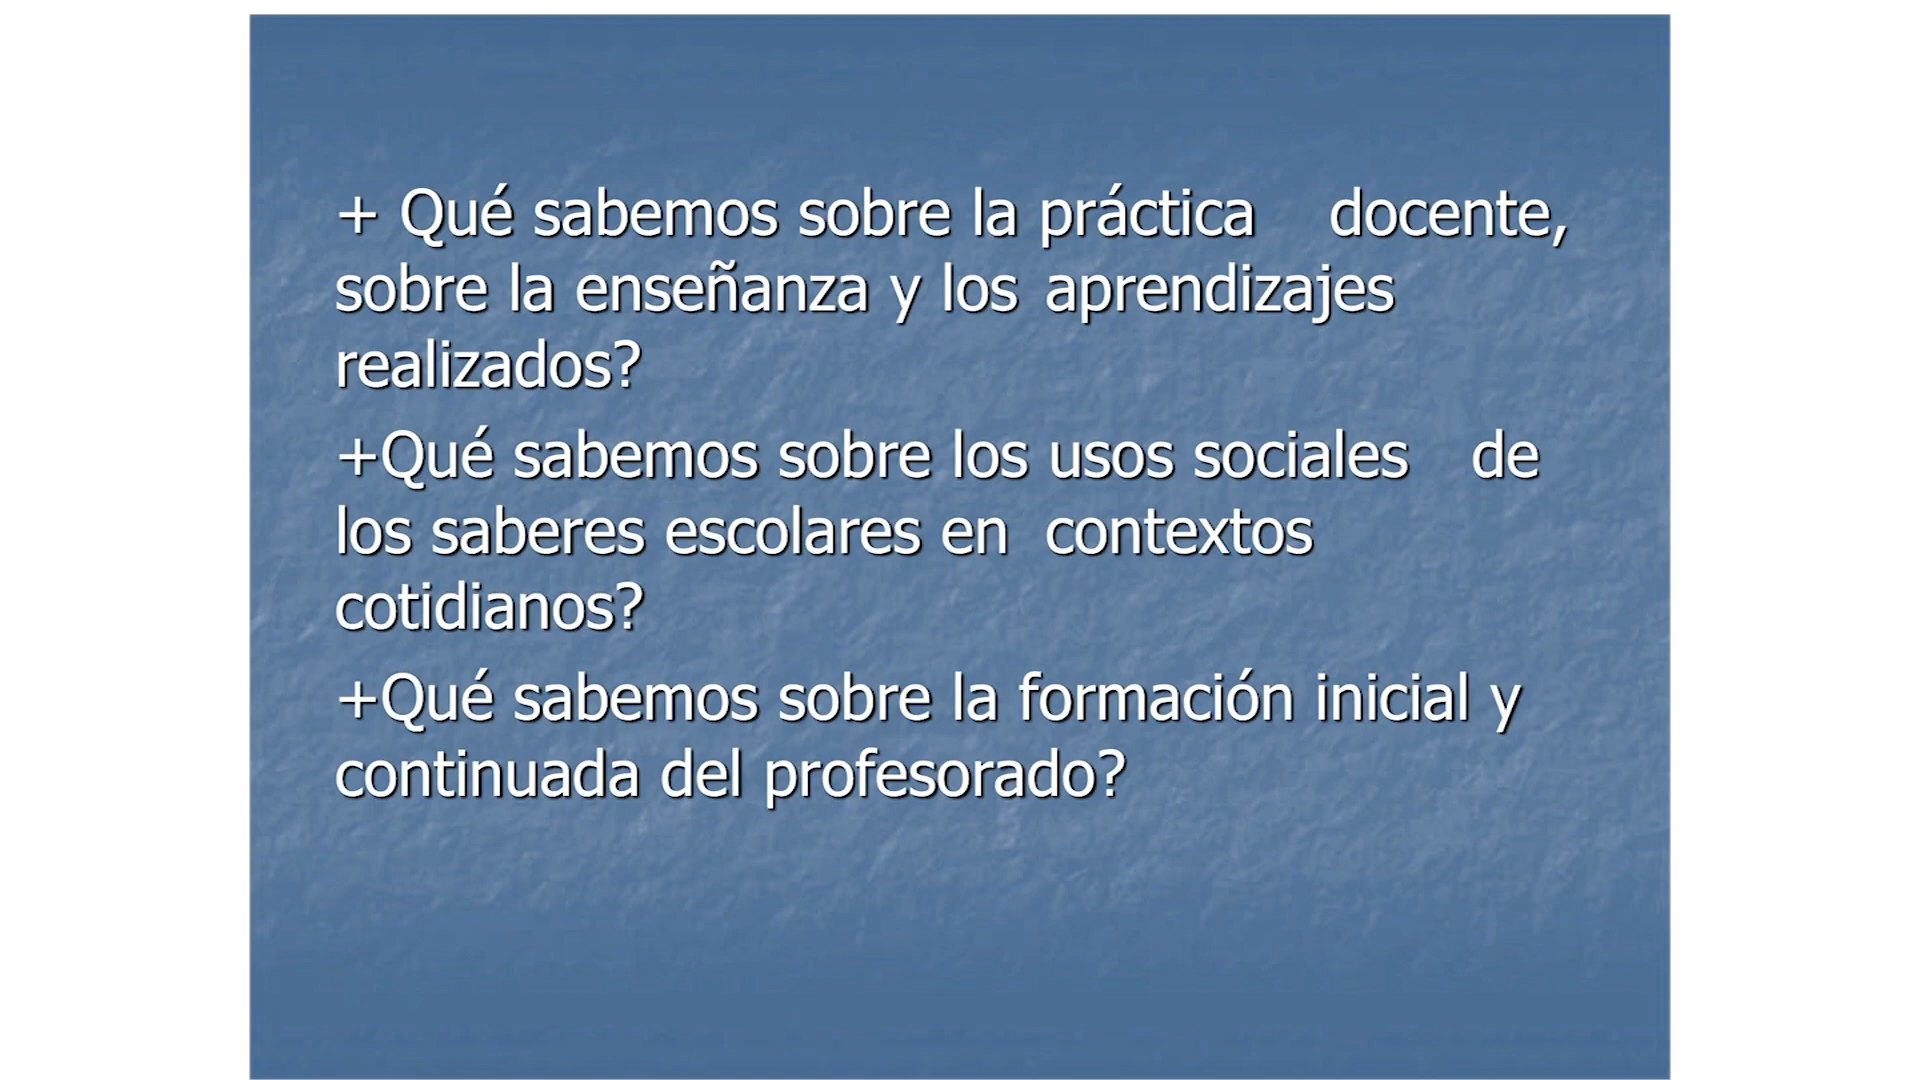 + Qué sabemos sobre la práctica docente,
sobre la enseñanza y los aprendizajes
realizados?
+Qué sabemos sobre los usos sociales de
los saberes escolares en contextos
cotidianos?
+Qué sabemos sobre la formación inicial y
continuada del profesorado?